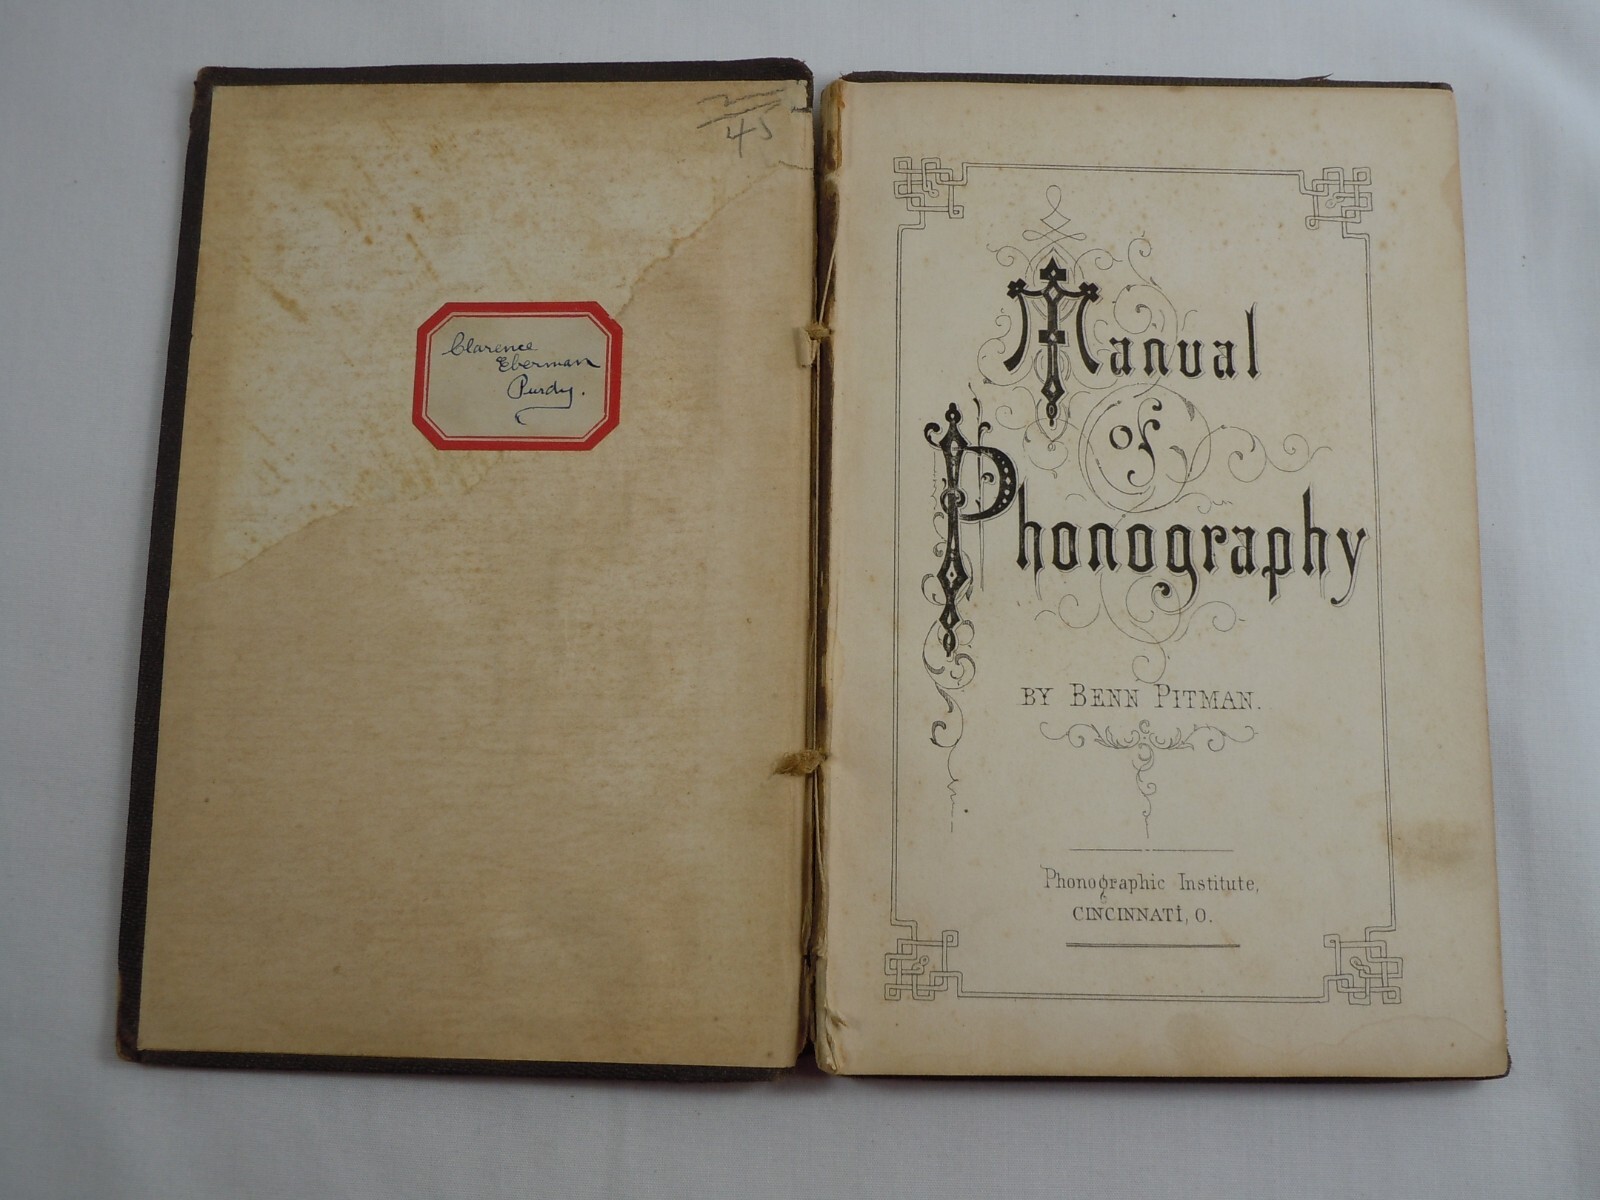 45
Clarence
Eberman
Purdy.
Manual
of
Phonography
BY BENN PITMAN.
Phonographic Institute,
CINCINNATI, O.